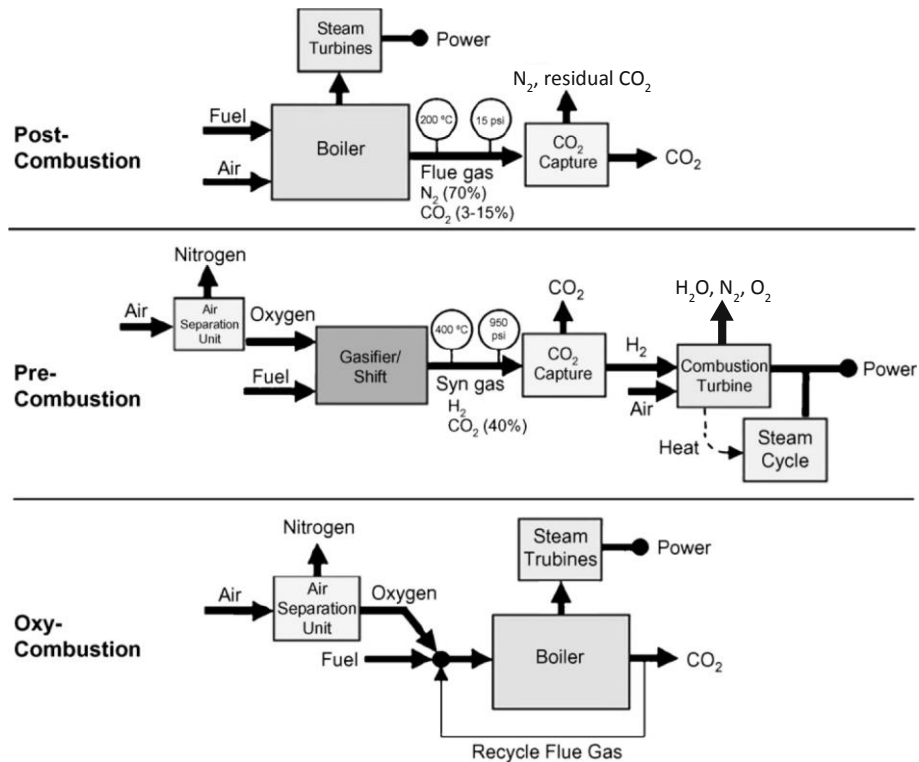 Steam
Turbines
Power
N₂, residual CO₂
Post-
Combustion
Fuel
Air
Boiler
200 ºC
15 psi
Flue gas
N₂ (70%)
CO₂ (3-15%)
CO₂
Capture
CO₂
Pre-
Combustion
Nitrogen
Air
Air
Separation
Unit
Oxygen
Fuel
Gasifier/
Shift
400 ºC
950
psi
Syn gas
H₂
CO₂ (40%)
CO₂
CO₂
Capture
H₂
Air
H₂O, N₂, O₂
Combustion
Turbine
Power
Heat
Steam
Cycle
Oxy-
Combustion
Nitrogen
Air
Air
Separation
Unit
Oxygen
Fuel
Steam
Trubines
Power
Boiler
CO₂
Recycle Flue Gas